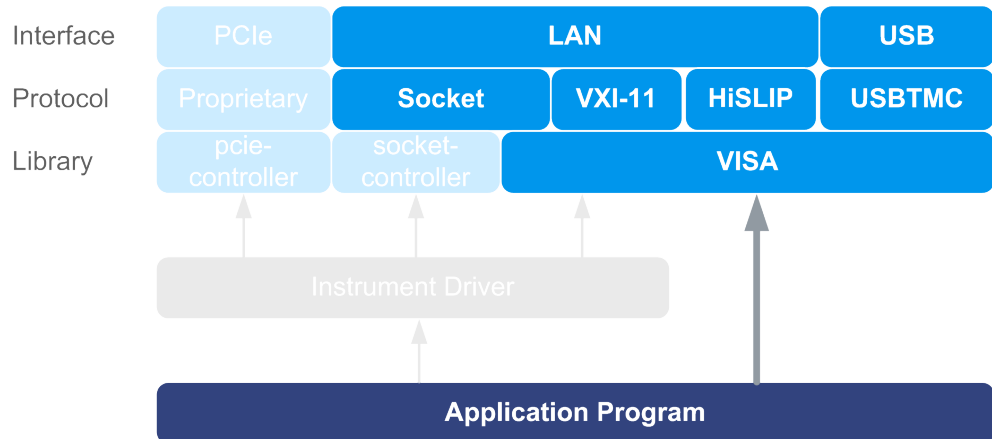 Interface PCIe LAN USB
Protocol Proprietary Socket VXI-11 HiSLIP USBTMC
Library pcie-
controller socket-
controller VISA
Instrument Driver
Application Program